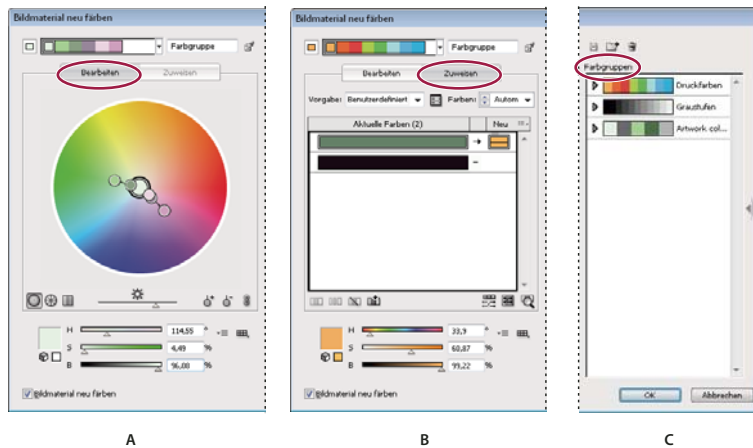 Bildmaterial neu färben
Farbgruppe
Bearbeiten
Zuweisen
H
114,55
°
S
4,49
%
B
96,08
%
Bildmaterial neu färben
A
Bildmaterial neu färben
Farbgruppe
Bearbeiten
Zuweisen
Vorgabe: Benutzerdefiniert
Farben: Autom
Aktuelle Farben (2)
Neu
H
33,9
°
S
60,87
%
B
99,22
%
Bildmaterial neu färben
B
Farbgruppen
Druckfarben
Graustufen
Artwork col...
OK
Abbrechen
C